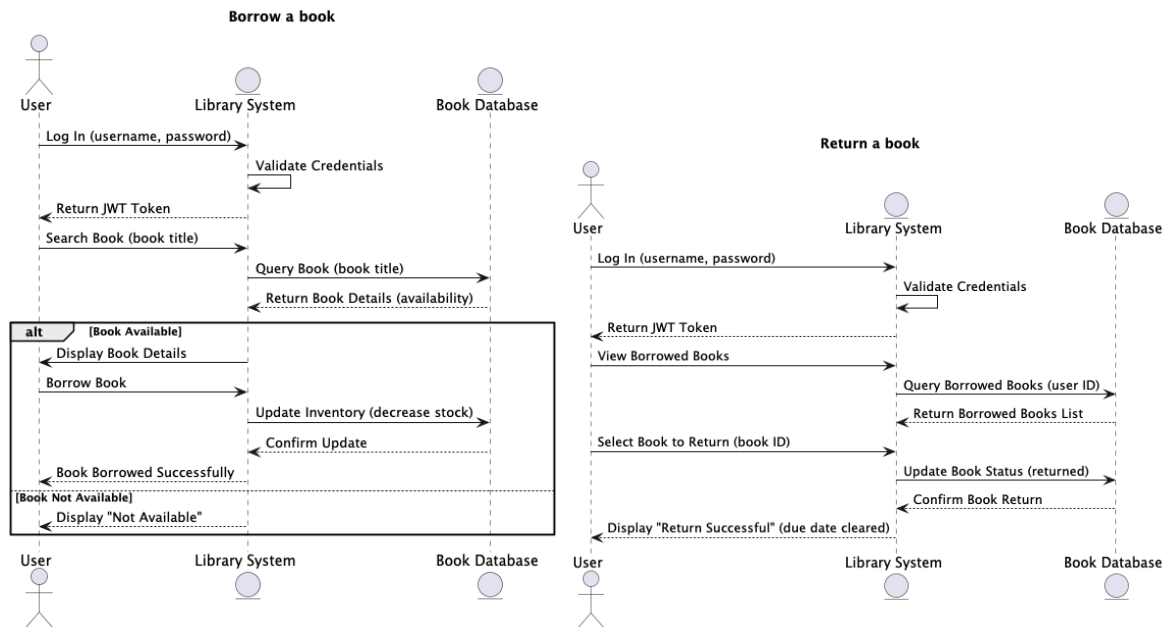 Borrow a book
User
Library System
Book Database
Log In (username, password)
Validate Credentials
Return JWT Token
Search Book (book title)
Query Book (book title)
Return Book Details (availability)
alt
[Book Available]
Display Book Details
Borrow Book
Update Inventory (decrease stock)
Confirm Update
Book Borrowed Successfully
[Book Not Available]
Display "Not Available"
User
Library System
Book Database
Return a book
User
Library System
Book Database
Log In (username, password)
Validate Credentials
Return JWT Token
View Borrowed Books
Query Borrowed Books (user ID)
Return Borrowed Books List
Select Book to Return (book ID)
Update Book Status (returned)
Confirm Book Return
Display "Return Successful" (due date cleared)
User
Library System
Book Database